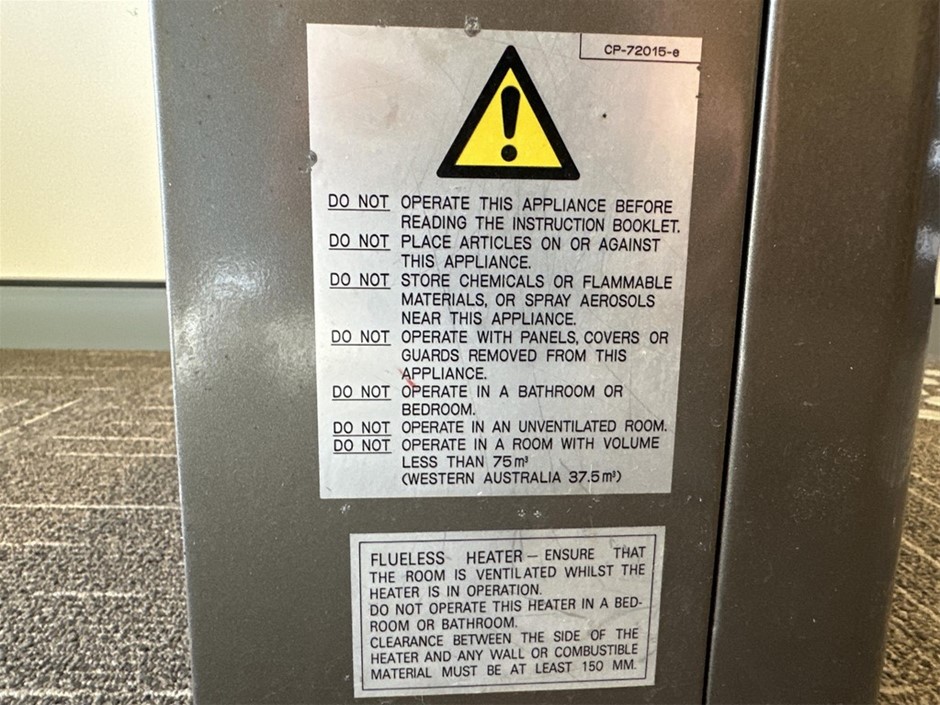 CP-72015-e
DO NOT OPERATE THIS APPLIANCE BEFORE
READING THE INSTRUCTION BOOKLET.
DO NOT PLACE ARTICLES ON OR AGAINST
THIS APPLIANCE.
DO NOT STORE CHEMICALS OR FLAMMABLE
MATERIALS, OR SPRAY AEROSOLS
NEAR THIS APPLIANCE.
DO NOT OPERATE WITH PANELS, COVERS OR
GUARDS REMOVED FROM THIS
APPLIANCE.
DO NOT OPERATE IN A BATHROOM OR
BEDROOM.
DO NOT OPERATE IN AN UNVENTILATED ROOM.
DO NOT OPERATE IN A ROOM WITH VOLUME
LESS THAN 75m³
(WESTERN AUSTRALIA 37.5m³)
FLUELESS HEATER – ENSURE THAT
THE ROOM IS VENTILATED WHILST THE
HEATER IS IN OPERATION.
DO NOT OPERATE THIS HEATER IN A BED-
ROOM OR BATHROOM.
CLEARANCE BETWEEN THE SIDE OF THE
HEATER AND ANY WALL OR COMBUSTIBLE
MATERIAL MUST BE AT LEAST 150 MM.